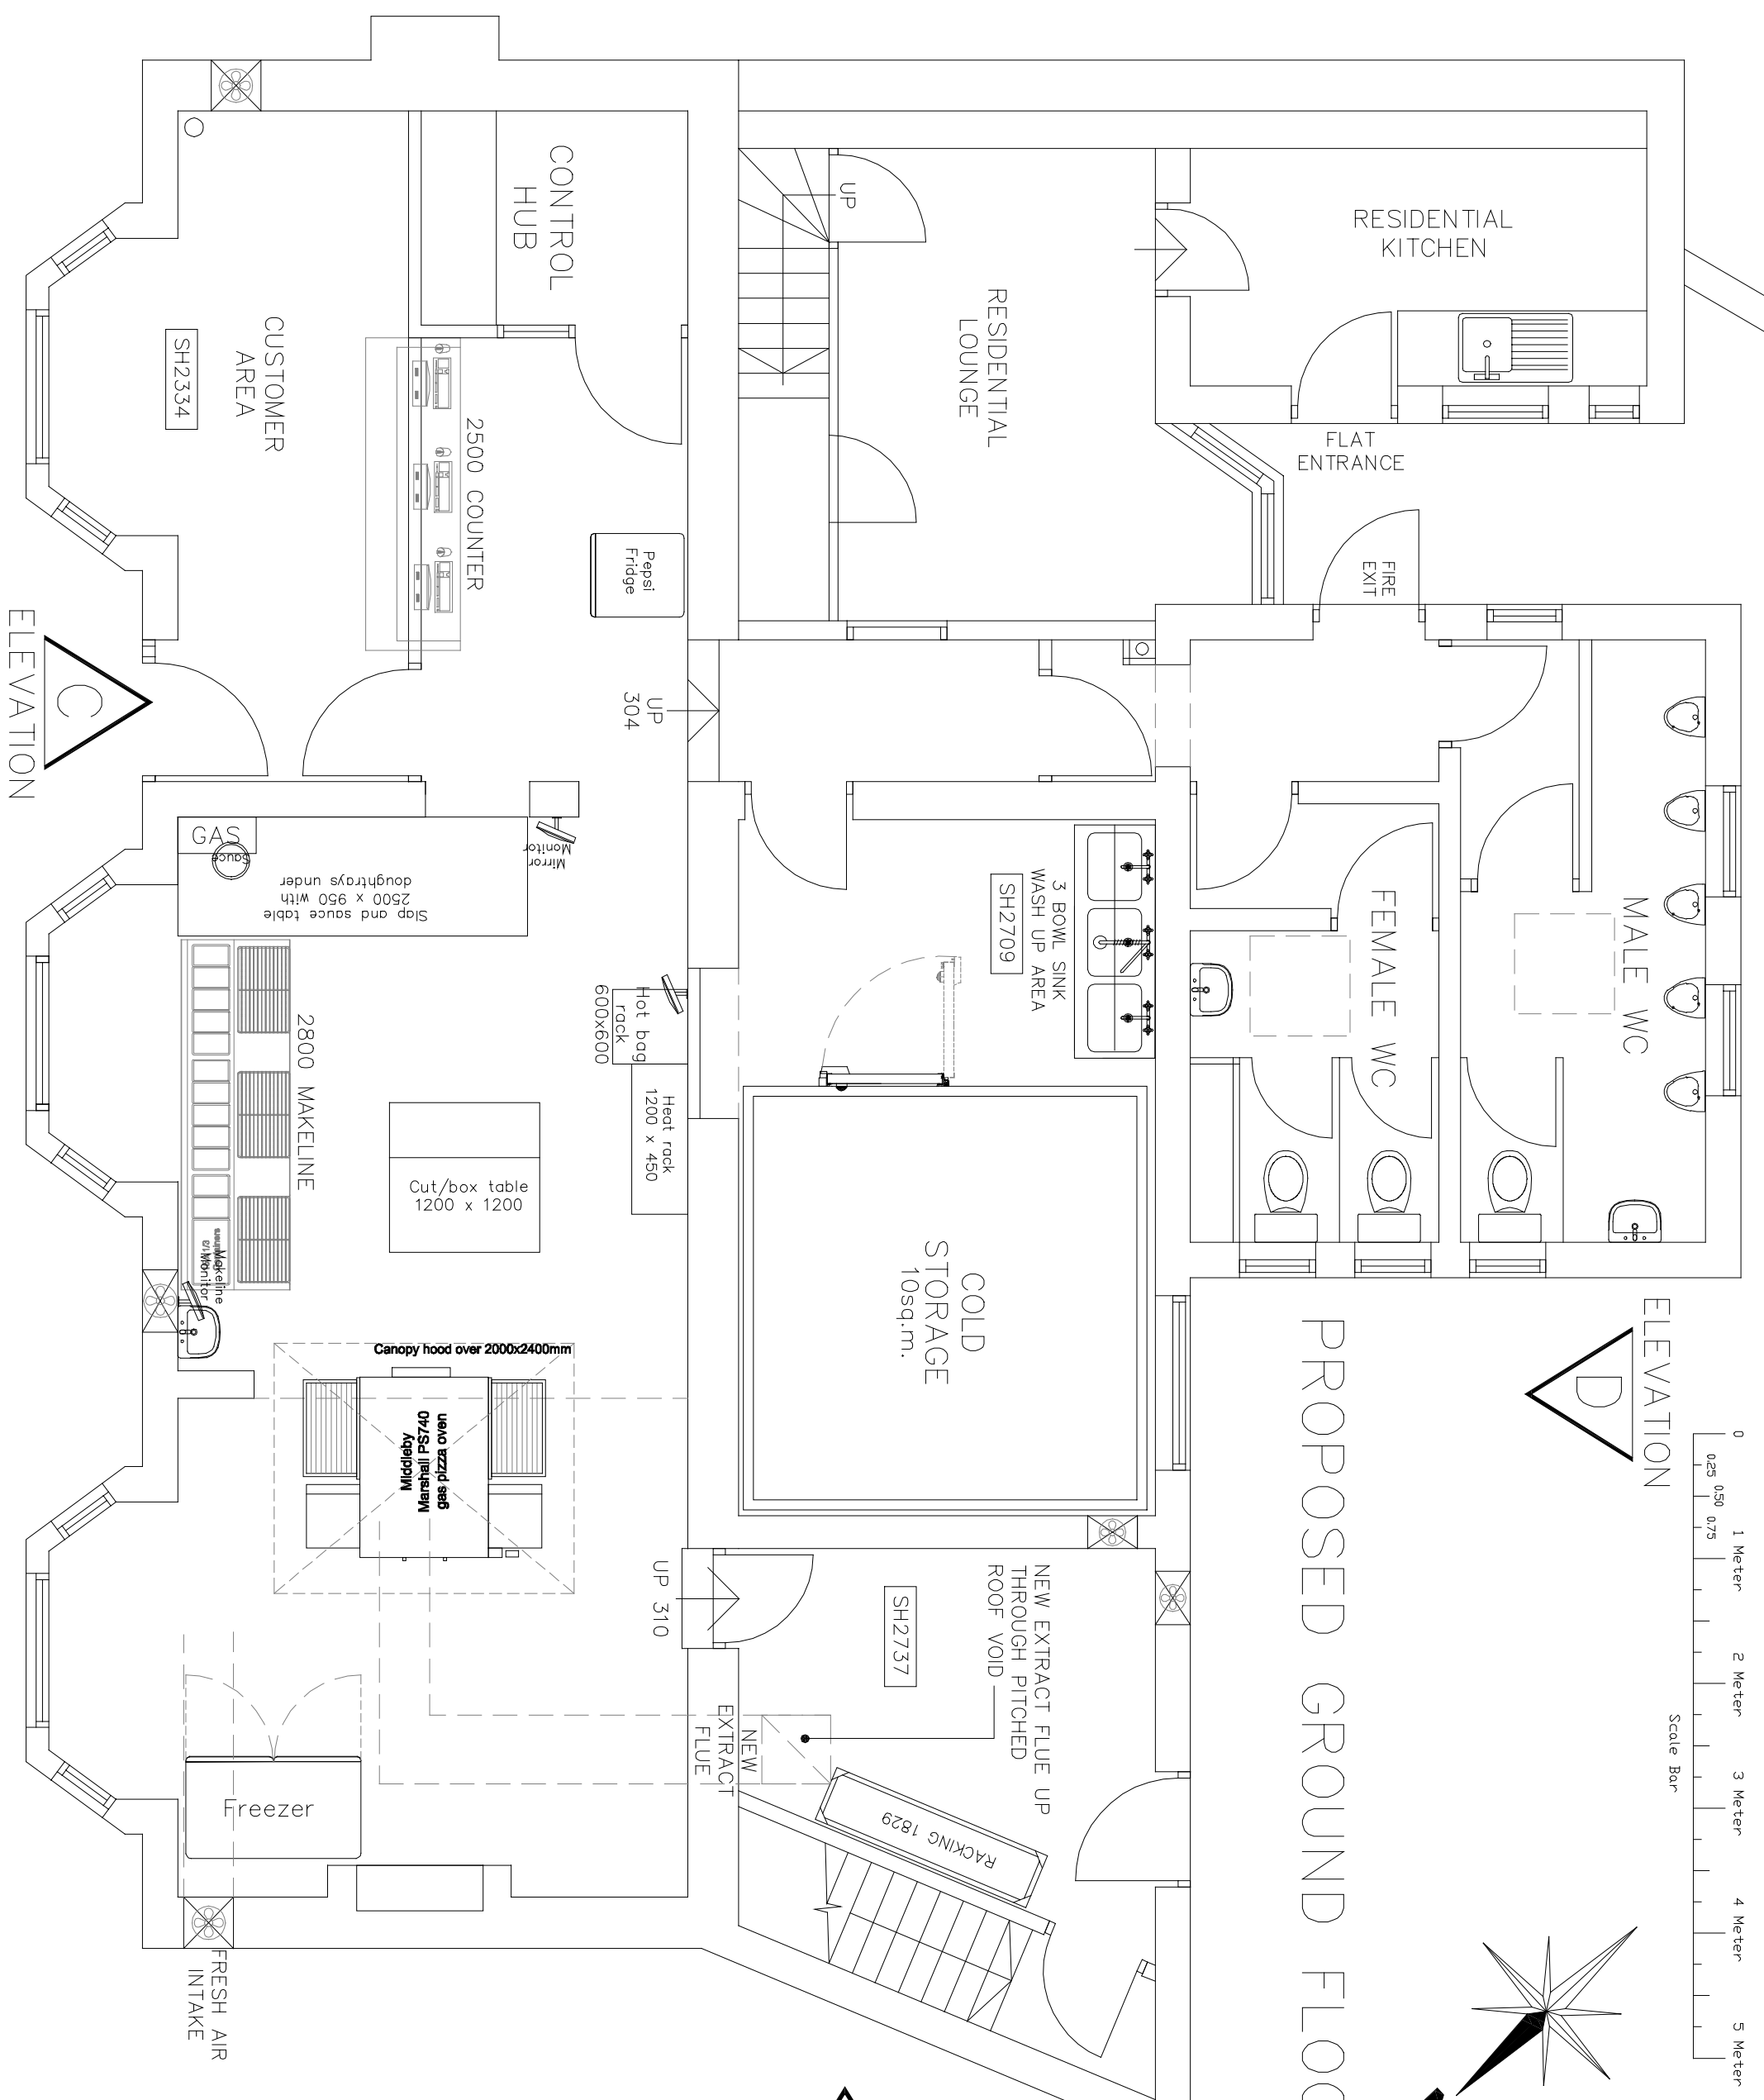 RESIDENTIAL
KITCHEN
UP
CONTROL
HUB
RESIDENTIAL
LOUNGE
CUSTOMER
AREA
SH2334
2500 COUNTER
FLAT
ENTRANCE
FIRE
EXIT
Pepsi
Fridge
UP
304
ELEVATION
C
GAS
Sauce
Slap and sauce table
2500 x 950 with
doughtrays under
Mirror
Monitor
3 BOWL SINK
WASH UP AREA
SH2709
FEMALE WC
MALE WC
Hot bag
rack
600x600
Heat rack
1200 x 450
2800 MAKELINE
Cut/box table
1200 x 1200
Makeline
Monitor
COLD
STORAGE
10sq.m.
Canopy hood over 2000x2400mm
Middleby
Marshall PS740
gas pizza oven
UP 310
SH2737
NEW EXTRACT FLUE UP
THROUGH PITCHED
ROOF VOID
NEW
EXTRACT
FLUE
RACKING 1829
Freezer
FRESH AIR
INTAKE
ELEVATION
D
PROPOSED GROUND FLOO
0
0.25
0.50
0.75
1 Meter
2 Meter
3 Meter
4 Meter
5 Meter
Scale Bar